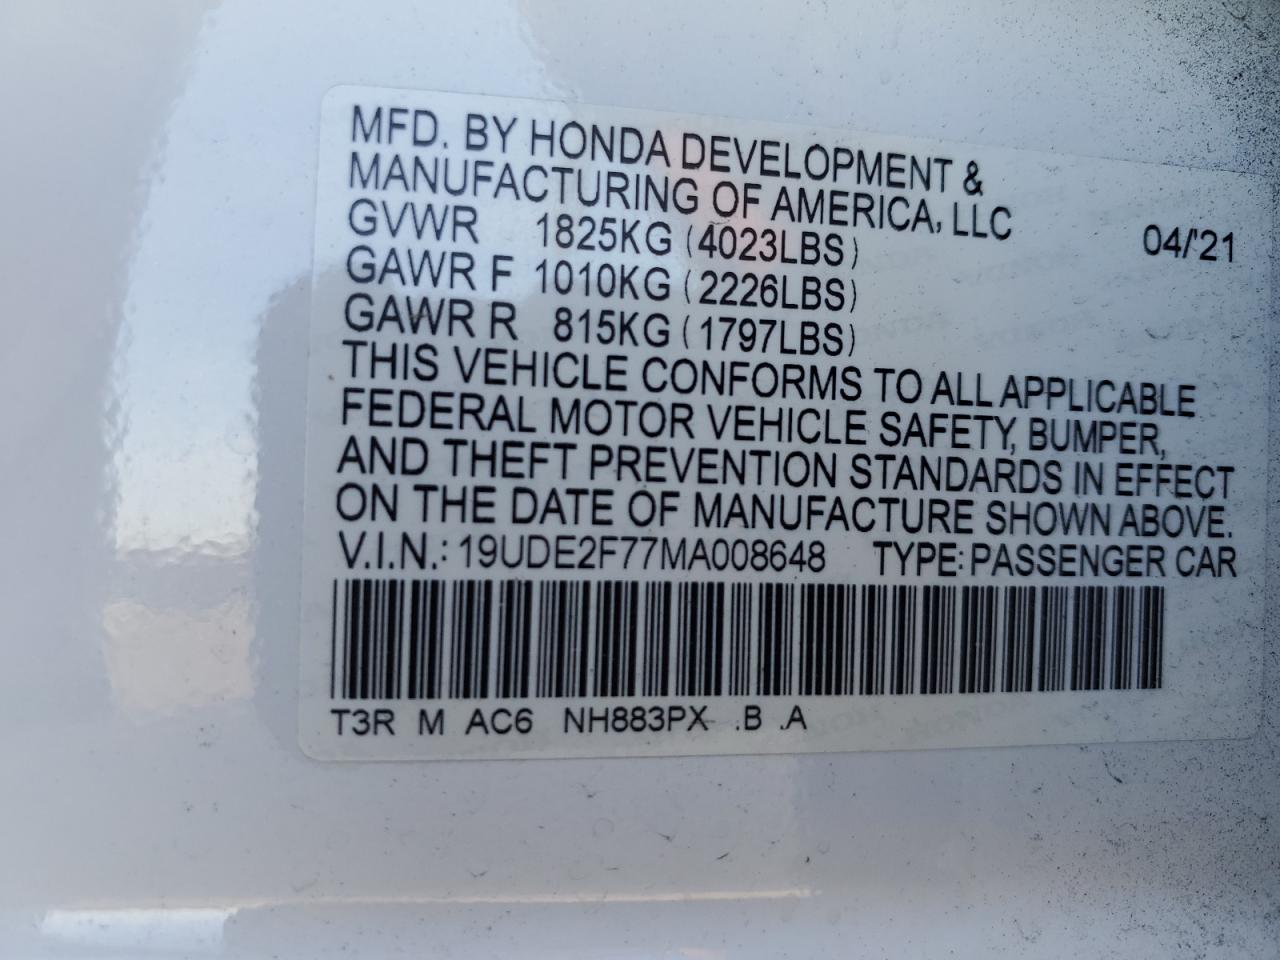 MFD. BY HONDA DEVELOPMENT &
MANUFACTURING OF AMERICA, LLC 04/'21
GVWR 1825KG (4023LBS)
GAWR F 1010KG (2226LBS)
GAWR R 815KG (1797LBS)
THIS VEHICLE CONFORMS TO ALL APPLICABLE
FEDERAL MOTOR VEHICLE SAFETY, BUMPER,
AND THEFT PREVENTION STANDARDS IN EFFECT
ON THE DATE OF MANUFACTURE SHOWN ABOVE.
V.I.N.: 19UDE2F77MA008648 TYPE: PASSENGER CAR
T3R M AC6 NH883PX .B .A